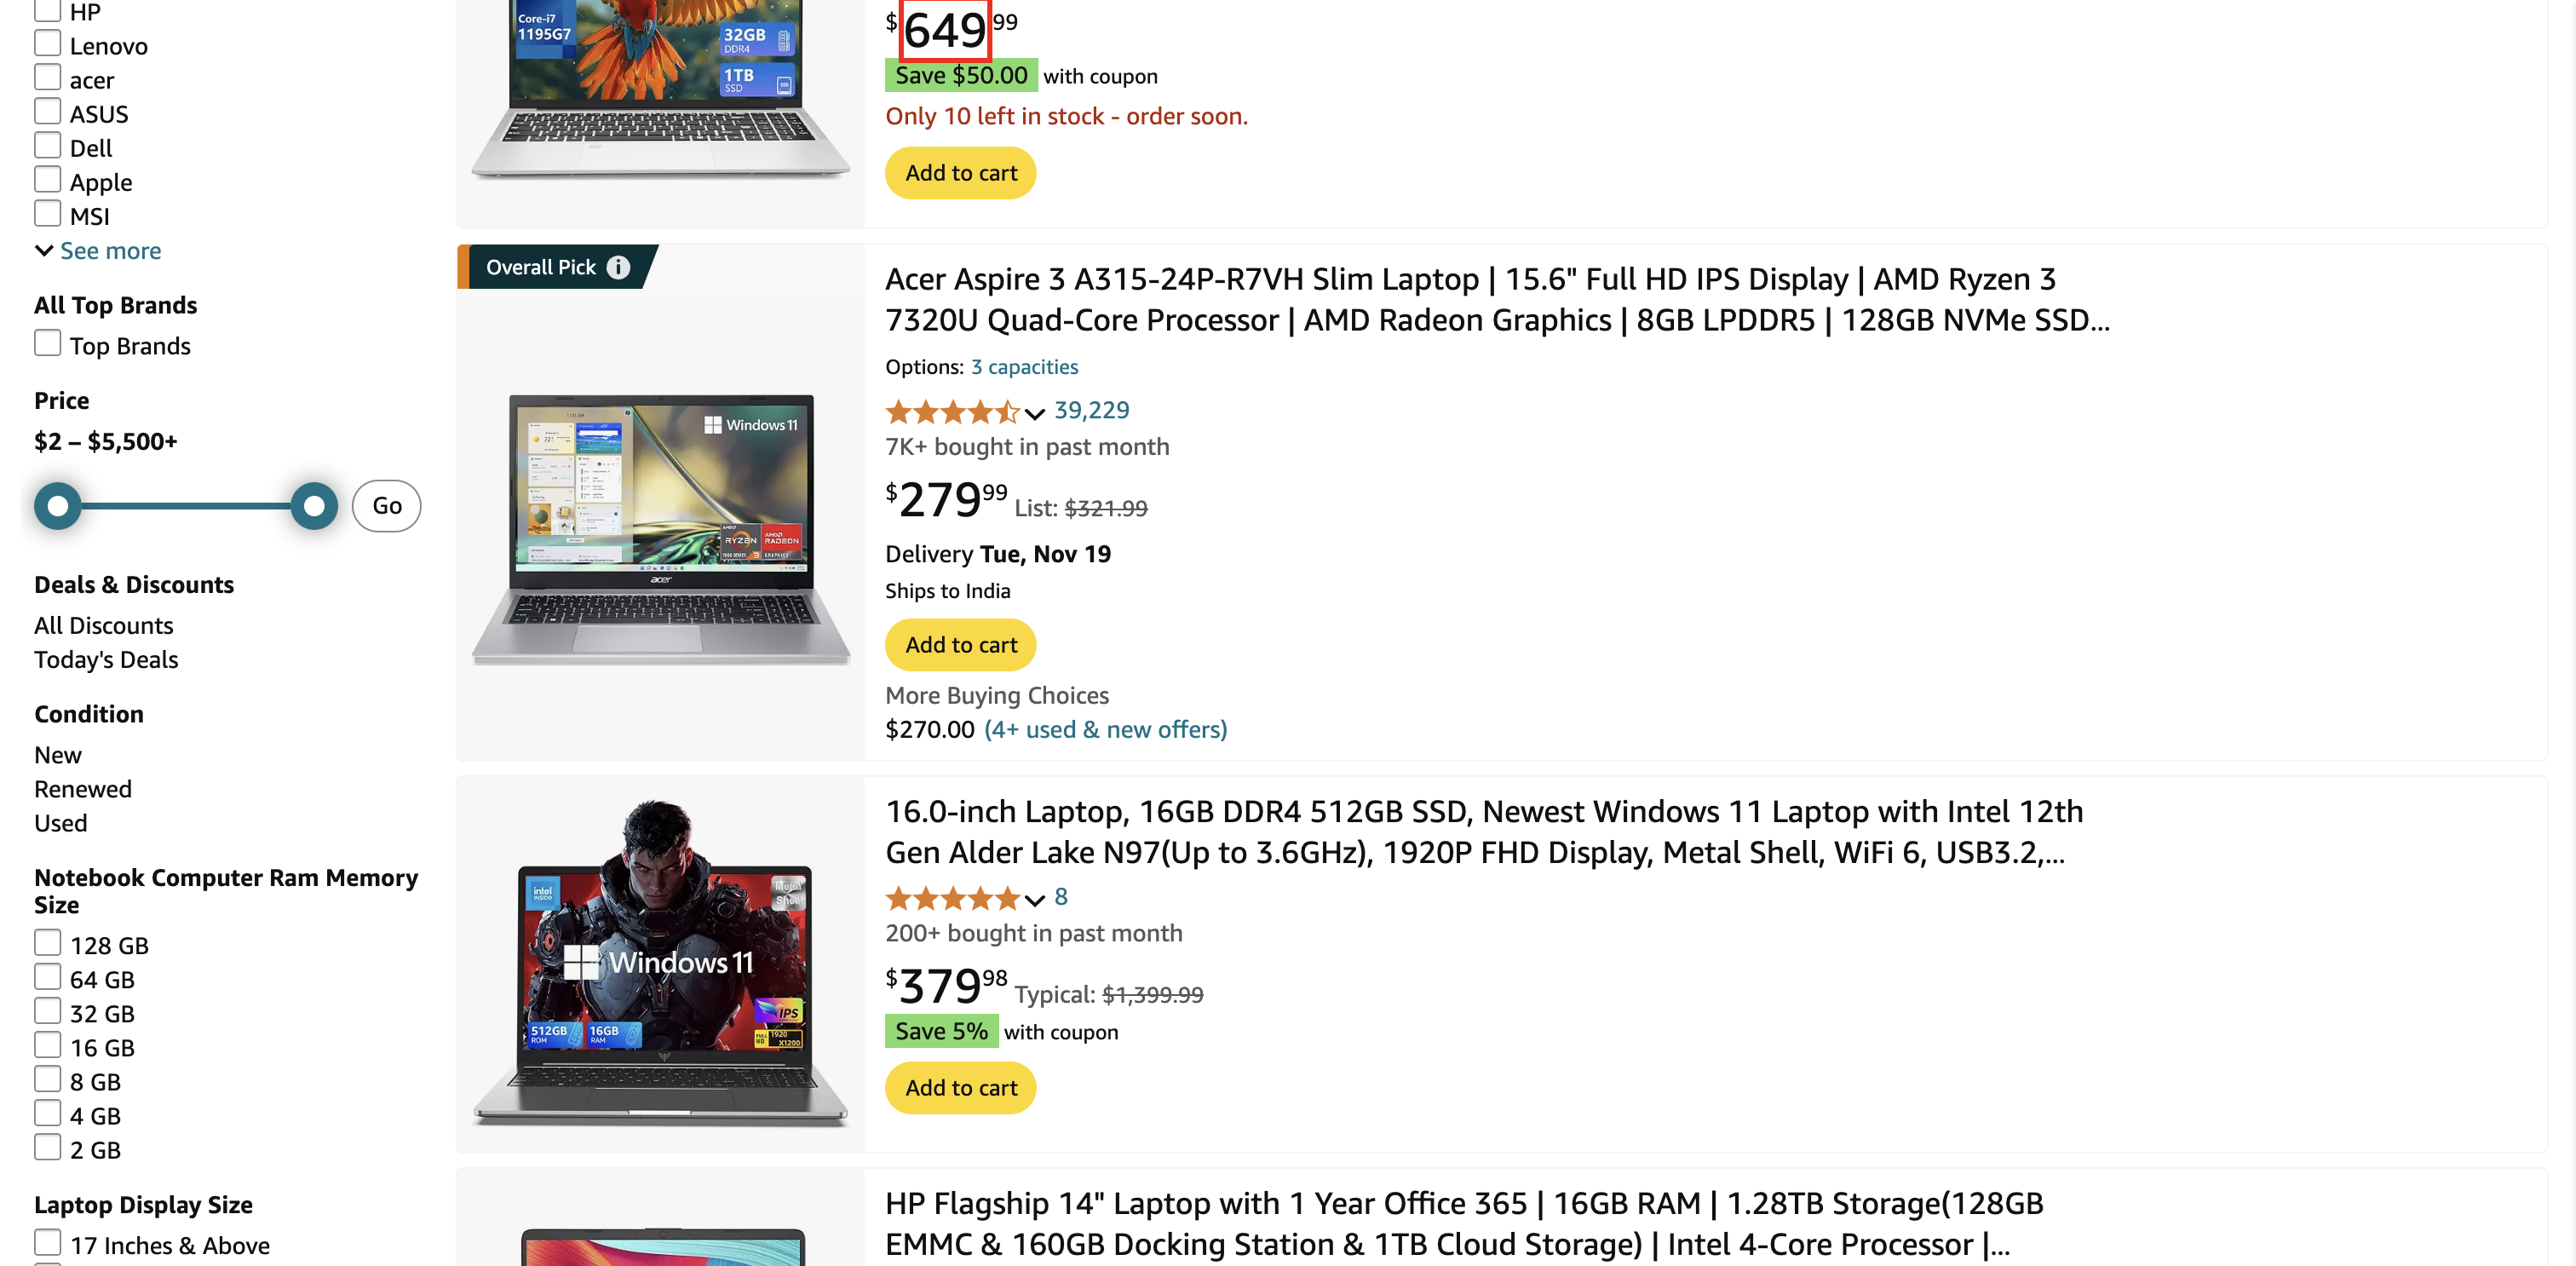 HP
Lenovo
acer
ASUS
Dell
Apple
MSI
See more
All Top Brands
Top Brands
Price
$2 – $5,500+
Go
Deals & Discounts
All Discounts
Today's Deals
Condition
New
Renewed
Used
Notebook Computer Ram Memory
Size
128 GB
64 GB
32 GB
16 GB
8 GB
4 GB
2 GB
Laptop Display Size
17 Inches & Above
Core-i7
1195G7
32GB
DDR4
1TB
SSD
$649.99
Save $50.00 with coupon
Only 10 left in stock - order soon.
Add to cart
Overall Pick
Windows 11
RYZEN
RADEON
acer
Acer Aspire 3 A315-24P-R7VH Slim Laptop | 15.6" Full HD IPS Display | AMD Ryzen 3
7320U Quad-Core Processor | AMD Radeon Graphics | 8GB LPDDR5 | 128GB NVMe SSD...
Options: 3 capacities
39,229
7K+ bought in past month
$279.99 List: $321.99
Delivery Tue, Nov 19
Ships to India
Add to cart
More Buying Choices
$270.00 (4+ used & new offers)
intel
INSIDE
Metal
Shell
Windows 11
IPS
512GB
ROM
16GB
RAM
FULL
HD
1920
X1200
16.0-inch Laptop, 16GB DDR4 512GB SSD, Newest Windows 11 Laptop with Intel 12th
Gen Alder Lake N97(Up to 3.6GHz), 1920P FHD Display, Metal Shell, WiFi 6, USB3.2,...
8
200+ bought in past month
$379.98 Typical: $1,399.99
Save 5% with coupon
Add to cart
HP Flagship 14" Laptop with 1 Year Office 365 | 16GB RAM | 1.28TB Storage(128GB
EMMC & 160GB Docking Station & 1TB Cloud Storage) | Intel 4-Core Processor |...